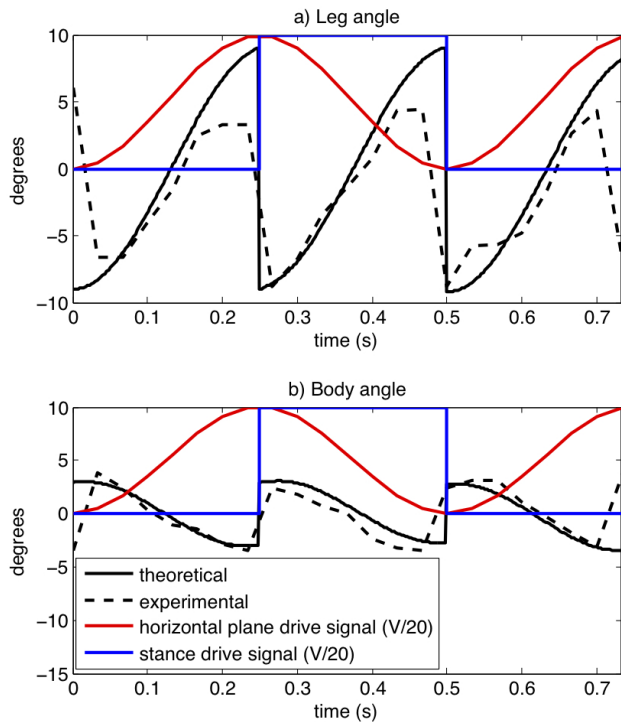 a) Leg angle
10
5
0
−5
−10
degrees
0
0.1
0.2
0.3
0.4
0.5
0.6
0.7
time (s)
b) Body angle
10
5
0
−5
−10
−15
degrees
theoretical
experimental
horizontal plane drive signal (V/20)
stance drive signal (V/20)
0
0.1
0.2
0.3
0.4
0.5
0.6
0.7
time (s)